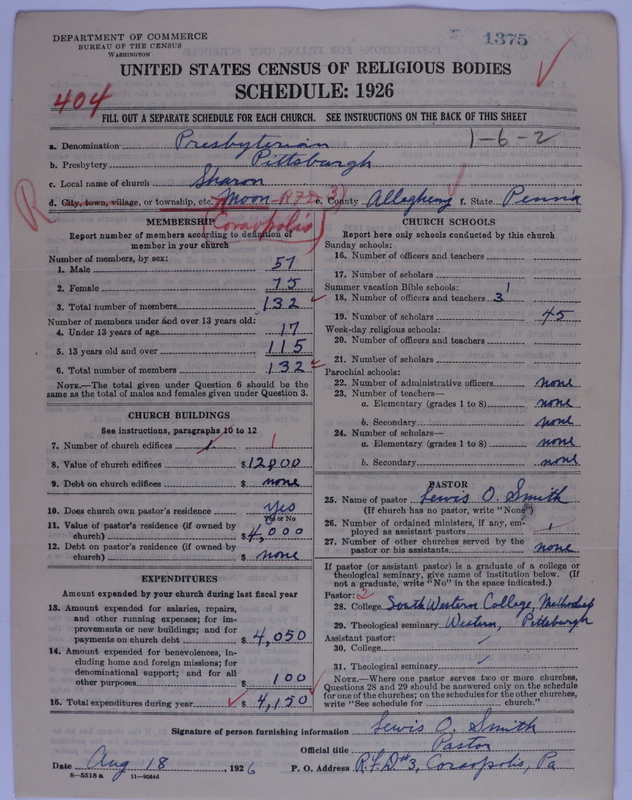 DEPARTMENT OF COMMERCE
BUREAU OF THE CENSUS
WASHINGTON
1375
UNITED STATES CENSUS OF RELIGIOUS BODIES
SCHEDULE: 1926
404
FILL OUT A SEPARATE SCHEDULE FOR EACH CHURCH. SEE INSTRUCTIONS ON THE BACK OF THIS SHEET
a. Denomination Presbyterian 1-6-2
b. Presbytery Pittsburgh
c. Local name of church Sharon
d. City, town, village, or township, etc. Moon RFD 3) e. County Allegheny f. State Penn'a
R (Coraopolis)
MEMBERSHIP
Report number of members according to definition of
member in your church
Number of members, by sex:
1. Male 57
2. Female 75
3. Total number of members 132
Number of members under and over 13 years old:
4. Under 13 years of age 17
5. 13 years old and over 115
6. Total number of members 132
NOTE.—The total given under Question 6 should be the
same as the total of males and females given under Question 3.
CHURCH BUILDINGS
See instructions, paragraphs 10 to 12
7. Number of church edifices 1 1
8. Value of church edifices $12000
9. Debt on church edifices $ none
10. Does church own pastor's residence yes
Yes or No
11. Value of pastor's residence (if owned by
church) $4,000
12. Debt on pastor's residence (if owned by
church) $ none
EXPENDITURES
Amount expended by your church during last fiscal year
13. Amount expended for salaries, repairs,
and other running expenses; for im-
provements or new buildings; and for
payments on church debt $ 4,050
14. Amount expended for benevolences, in-
cluding home and foreign missions; for
denominational support; and for all
other purposes $ 100
15. Total expenditures during year $ 4,150
CHURCH SCHOOLS
Report here only schools conducted by this church
Sunday schools:
16. Number of officers and teachers
17. Number of scholars
Summer vacation Bible schools: 1
18. Number of officers and teachers 3
19. Number of scholars 45
Week-day religious schools:
20. Number of officers and teachers
21. Number of scholars
Parochial schools:
22. Number of administrative officers none
23. Number of teachers—
a. Elementary (grades 1 to 8) none
b. Secondary none
24. Number of scholars—
a. Elementary (grades 1 to 8) none
b. Secondary none
PASTOR
25. Name of pastor Lewis O. Smith
(If church has no pastor, write "None")
26. Number of ordained ministers, if any, em-
ployed as assistant pastors 1
27. Number of other churches served by the
pastor or his assistants none
If pastor (or assistant pastor) is a graduate of a college or
theological seminary, give name of institution below. (If
not a graduate, write "No" in the space indicated.)
Pastor: 2
28. College South Western College, Methodist
29. Theological seminary Western, Pittsburgh
Assistant pastor:
30. College
31. Theological seminary
NOTE.—Where one pastor serves two or more churches,
Questions 28 and 29 should be answered only on the schedule
for one of the churches; on the schedules for the other churches,
write "See schedule for church."
Signature of person furnishing information Lewis O. Smith
Official title Pastor
Date Aug 18, 1926 P. O. Address R.F.D #3, Coraopolis, Pa
8-5518 a 11-9084d